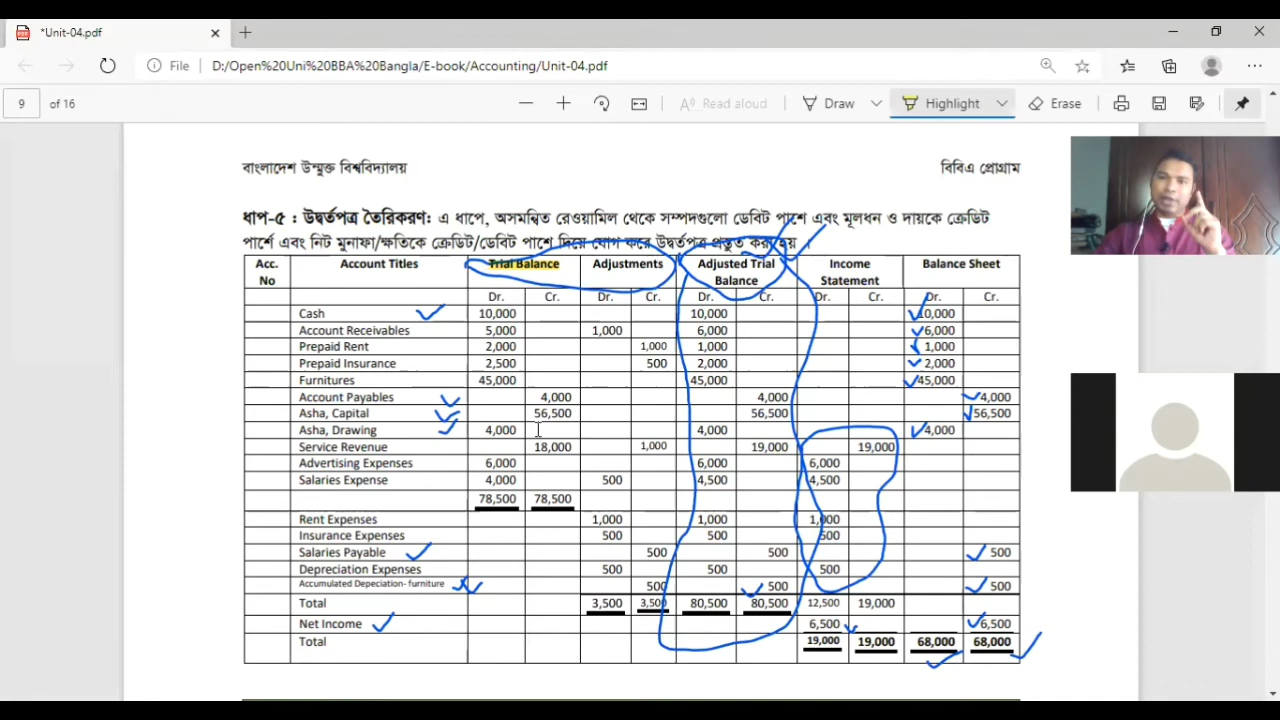 *Unit-04.pdf
File D:/Open%20Uni%20BBA%20Bangla/E-book/Accounting/Unit-04.pdf
9 of 16 Read aloud Draw Highlight Erase
বাংলাদেশ উন্মুক্ত বিশ্ববিদ্যালয় বিবিএ প্রোগ্রাম
ধাপ-৫ : উদ্বর্তপত্র তৈরিকরণ: এ ধাপে, অসমন্বিত রেওয়ামিল থেকে সম্পদগুলো ডেবিট পাশে এবং মূলধন ও দায়কে ক্রেডিট
পার্শে এবং নিট মুনাফা/ক্ষতিকে ক্রেডিট/ডেবিট পাশে দিয়ে যোগ করে উদ্বর্তপত্র প্রস্তুত করা হয় ।
Acc. No Account Titles Trial Balance Adjustments Adjusted Trial Balance Income Statement Balance Sheet
Dr. Cr. Dr. Cr. Dr. Cr. Dr. Cr. Dr. Cr.
Cash 10,000 10,000 10,000
Account Receivables 5,000 1,000 6,000 6,000
Prepaid Rent 2,000 1,000 1,000 1,000
Prepaid Insurance 2,500 500 2,000 2,000
Furnitures 45,000 45,000 45,000
Account Payables 4,000 4,000 4,000
Asha, Capital 56,500 56,500 56,500
Asha, Drawing 4,000 4,000 4,000
Service Revenue 18,000 1,000 19,000 19,000
Advertising Expenses 6,000 6,000 6,000
Salaries Expense 4,000 500 4,500 4,500
78,500 78,500
Rent Expenses 1,000 1,000 1,000
Insurance Expenses 500 500 500
Salaries Payable 500 500 500
Depreciation Expenses 500 500 500
Accumulated Depeciation- furniture 500 500 500
Total 3,500 3,500 80,500 80,500 12,500 19,000
Net Income 6,500 6,500
Total 19,000 19,000 68,000 68,000